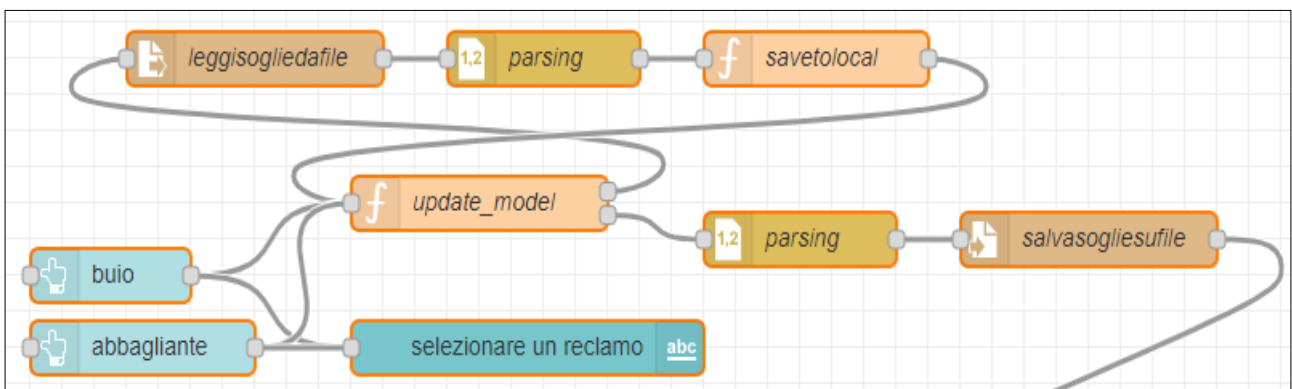 leggisogliedafile
1,2 parsing
savetolocal
update_model
1,2 parsing
salvasogliesufile
buio
abbagliante
selezionare un reclamo abc